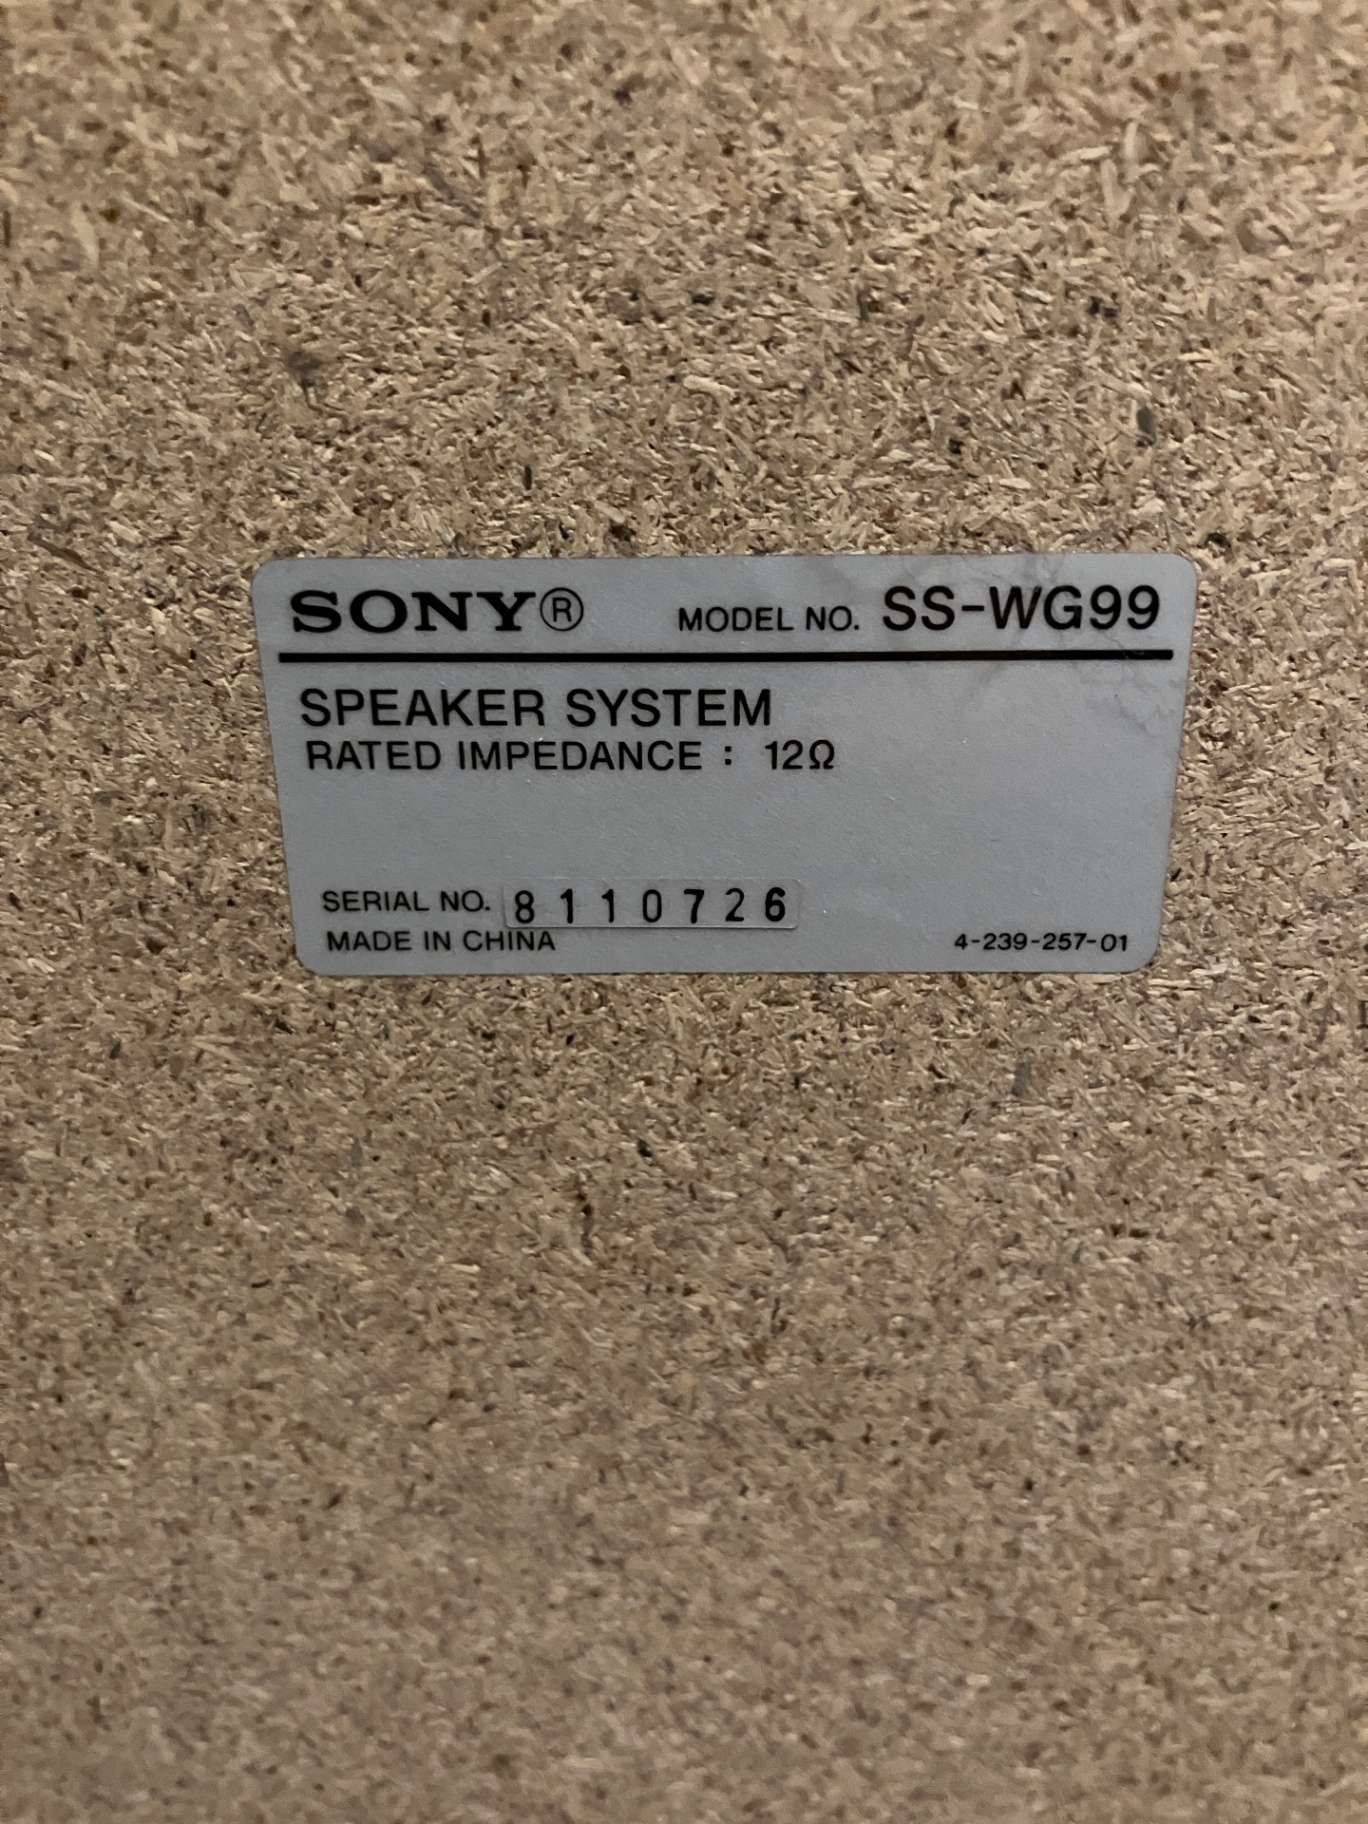 SONY® MODEL NO. SS-WG99
SPEAKER SYSTEM
RATED IMPEDANCE : 12Ω
SERIAL NO. 8110726
MADE IN CHINA 4-239-257-01